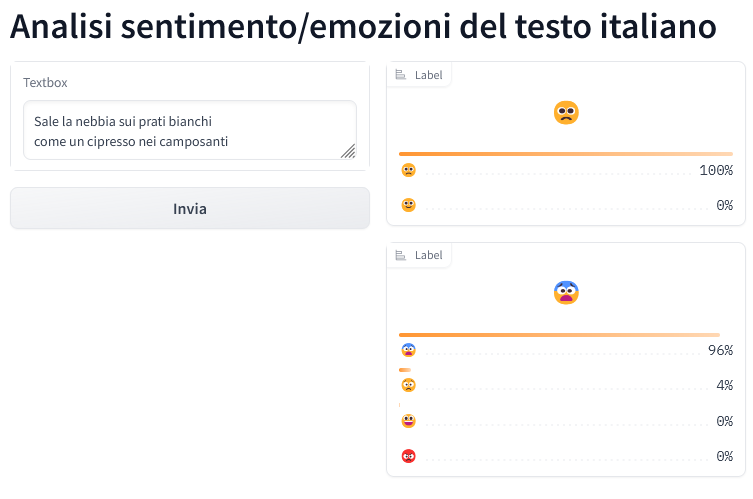 Analisi sentimento/emozioni del testo italiano
Textbox
Sale la nebbia sui prati bianchi
come un cipresso nei camposanti
Invia
Label
100%
0%
Label
96%
4%
0%
0%